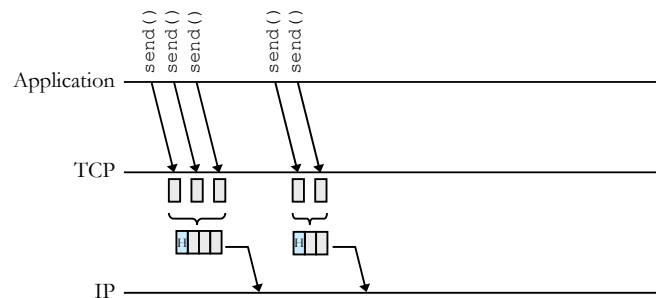 send()
send()
send()
send()
send()
Application
TCP
H
H
IP